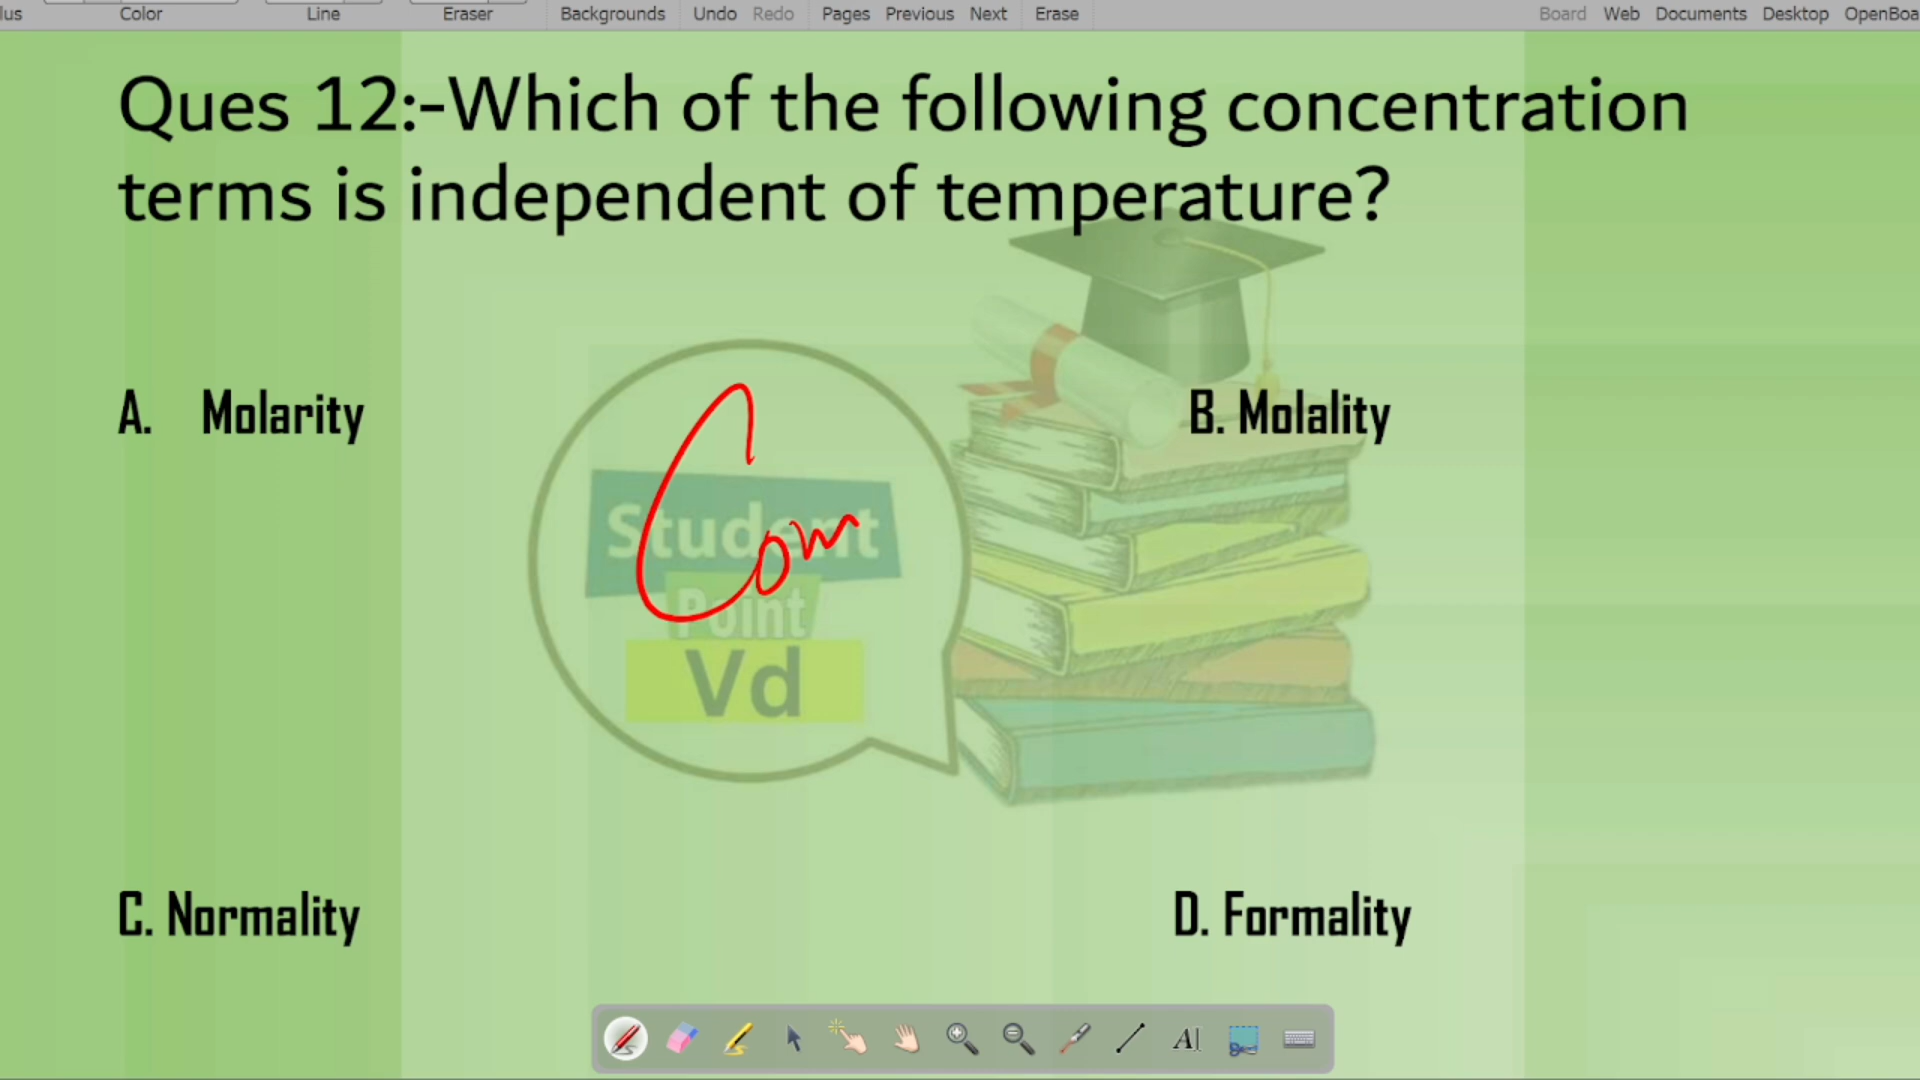 lus Color Line Eraser Backgrounds Undo Redo Pages Previous Next Erase Board Web Documents Desktop OpenBoa
Ques 12:-Which of the following concentration
terms is independent of temperature?
A. Molarity B. Molality
Student
Com
Point
Vd
C. Normality D. Formality
AI